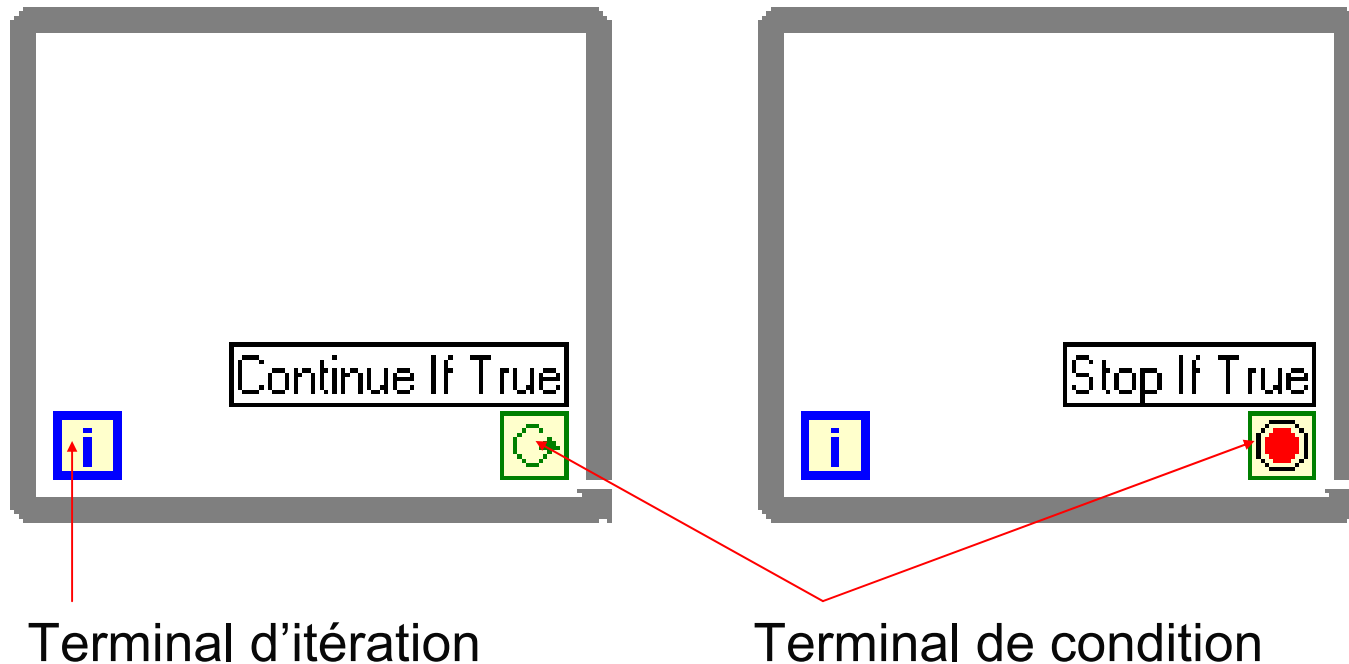 Continue If True
Stop If True
i
i
Terminal d’itération
Terminal de condition